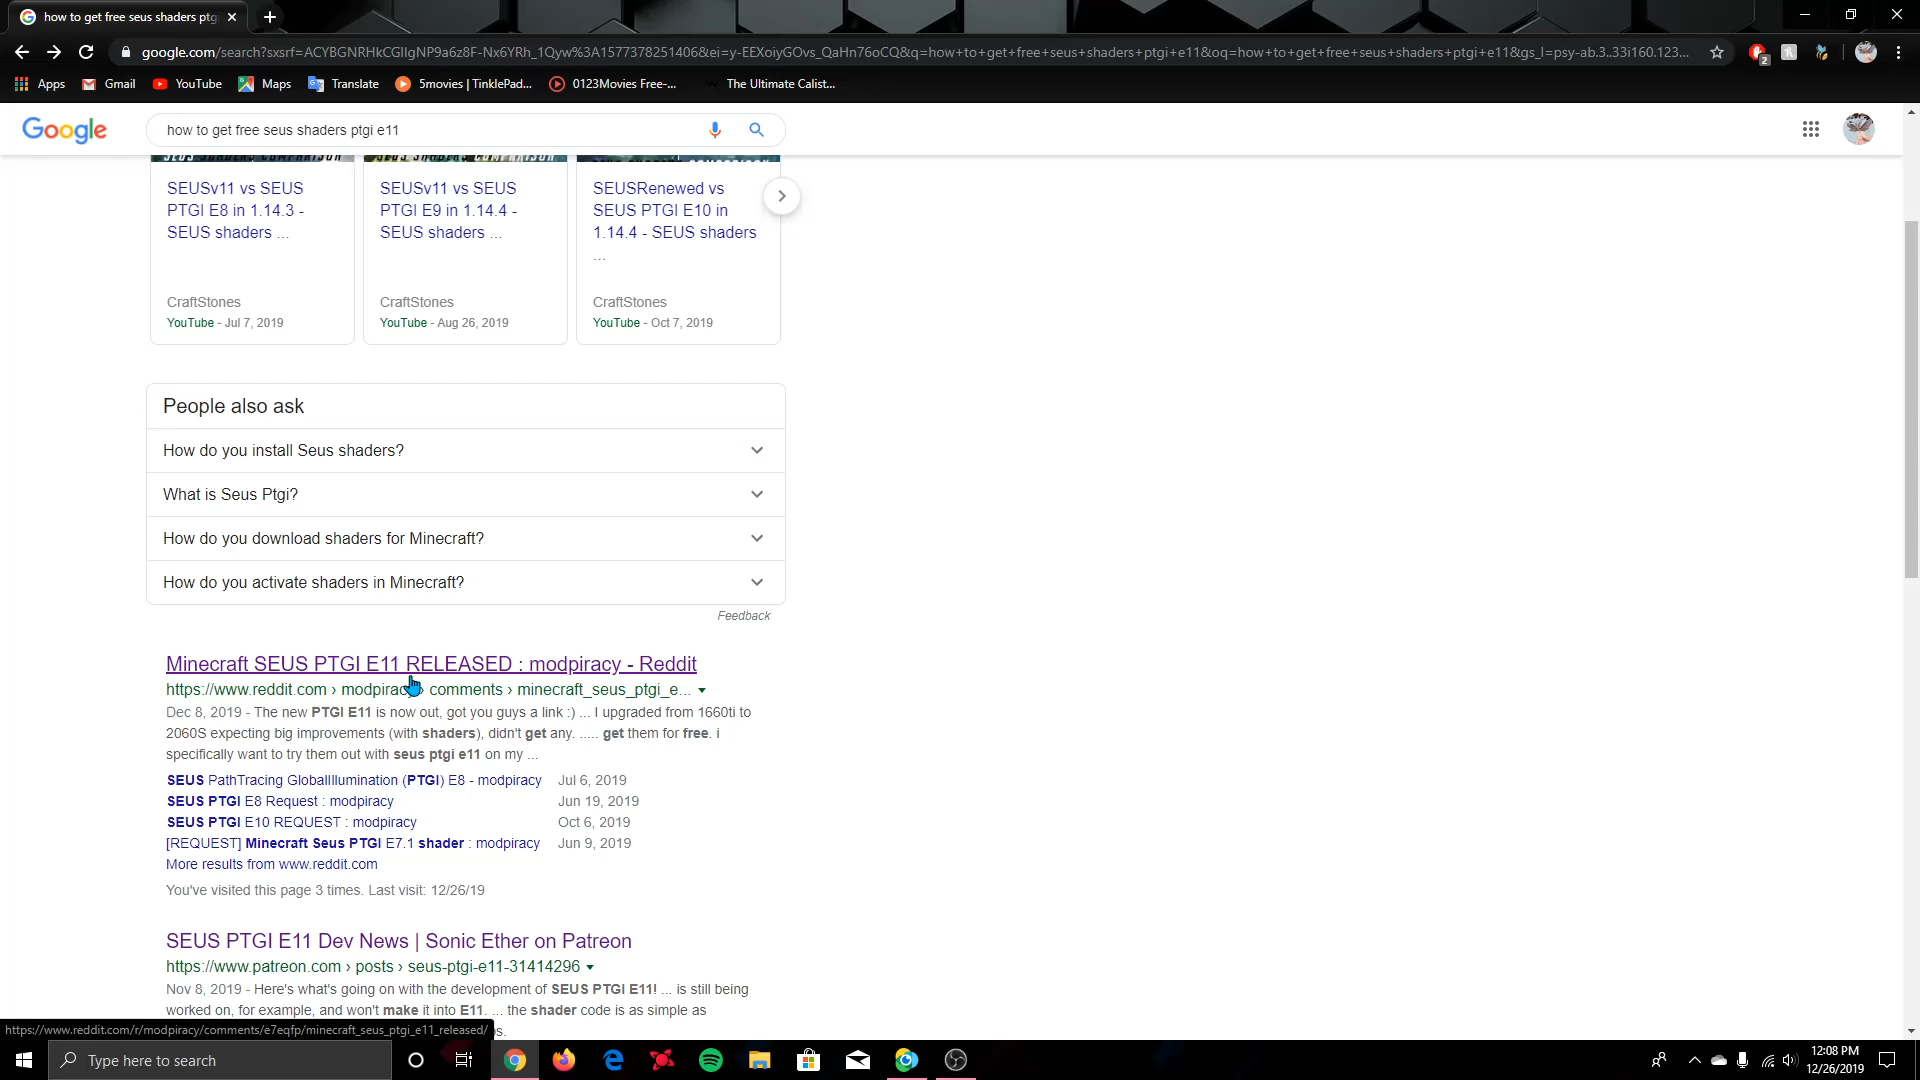 how to get free seus shaders ptg
google.com/search?sxsrf=ACYBGNRHkCGIlgNP9a6z8F-Nx6YRh_1Qyw%3A1577378251406&ei=y-EEXoiyGOvs_QaHn76oCQ&q=how+to+get+free+seus+shaders+ptgi+e11&oq=how+to+get+free+seus+shaders+ptgi+e11&gs_l=psy-ab.3..33i160.123...
2
Apps
Gmail
YouTube
Maps
Translate
5movies | TinklePad...
0123Movies Free-...
The Ultimate Calist...
Google
how to get free seus shaders ptgi e11
SEUSv11 vs SEUS
PTGI E8 in 1.14.3 -
SEUS shaders ...
CraftStones
YouTube - Jul 7, 2019
SEUSv11 vs SEUS
PTGI E9 in 1.14.4 -
SEUS shaders ...
CraftStones
YouTube - Aug 26, 2019
SEUSRenewed vs
SEUS PTGI E10 in
1.14.4 - SEUS shaders
...
CraftStones
YouTube - Oct 7, 2019
People also ask
How do you install Seus shaders?
What is Seus Ptgi?
How do you download shaders for Minecraft?
How do you activate shaders in Minecraft?
Feedback
Minecraft SEUS PTGI E11 RELEASED : modpiracy - Reddit
https://www.reddit.com › modpiracy › comments › minecraft_seus_ptgi_e...
Dec 8, 2019 - The new PTGI E11 is now out, got you guys a link :) ... I upgraded from 1660ti to
2060S expecting big improvements (with shaders), didn't get any. ..... get them for free. i
specifically want to try them out with seus ptgi e11 on my ...
SEUS PathTracing GlobalIllumination (PTGI) E8 - modpiracy Jul 6, 2019
SEUS PTGI E8 Request : modpiracy Jun 19, 2019
SEUS PTGI E10 REQUEST : modpiracy Oct 6, 2019
[REQUEST] Minecraft Seus PTGI E7.1 shader : modpiracy Jun 9, 2019
More results from www.reddit.com
You've visited this page 3 times. Last visit: 12/26/19
SEUS PTGI E11 Dev News | Sonic Ether on Patreon
https://www.patreon.com › posts › seus-ptgi-e11-31414296
Nov 8, 2019 - Here's what's going on with the development of SEUS PTGI E11! ... is still being
worked on, for example, and won't make it into E11. ... the shader code is as simple as
https://www.reddit.com/r/modpiracy/comments/e7eqfp/minecraft_seus_ptgi_e11_released/
Type here to search
12:08 PM
12/26/2019